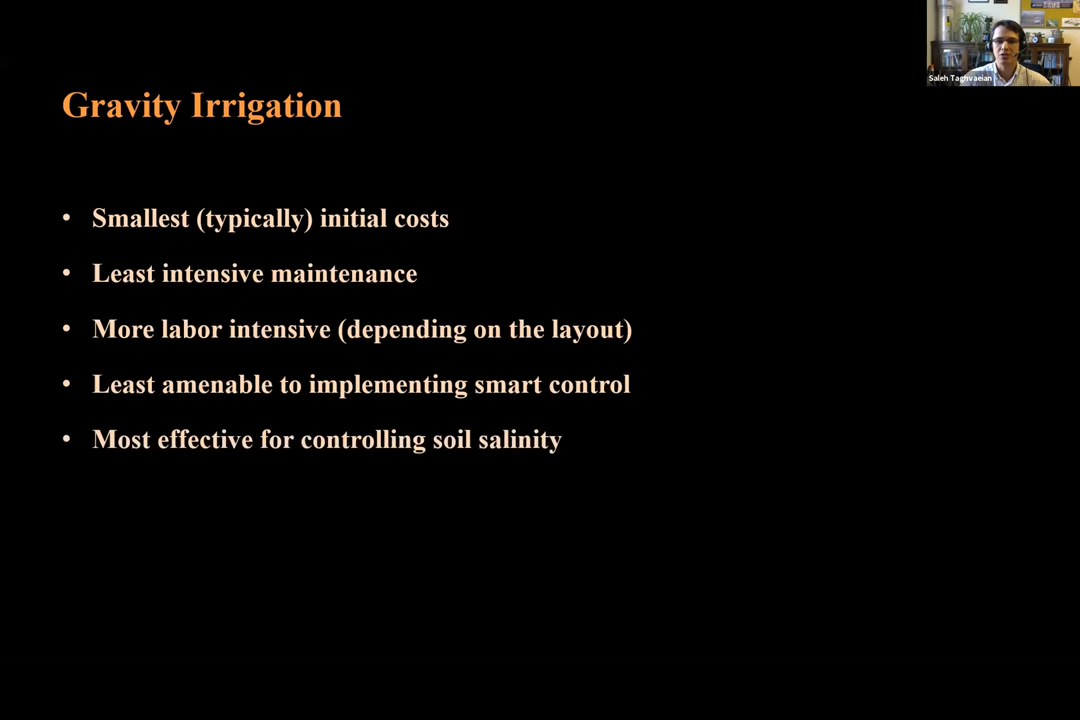 Saleh Taghvaeian
Gravity Irrigation
• Smallest (typically) initial costs
• Least intensive maintenance
• More labor intensive (depending on the layout)
• Least amenable to implementing smart control
• Most effective for controlling soil salinity